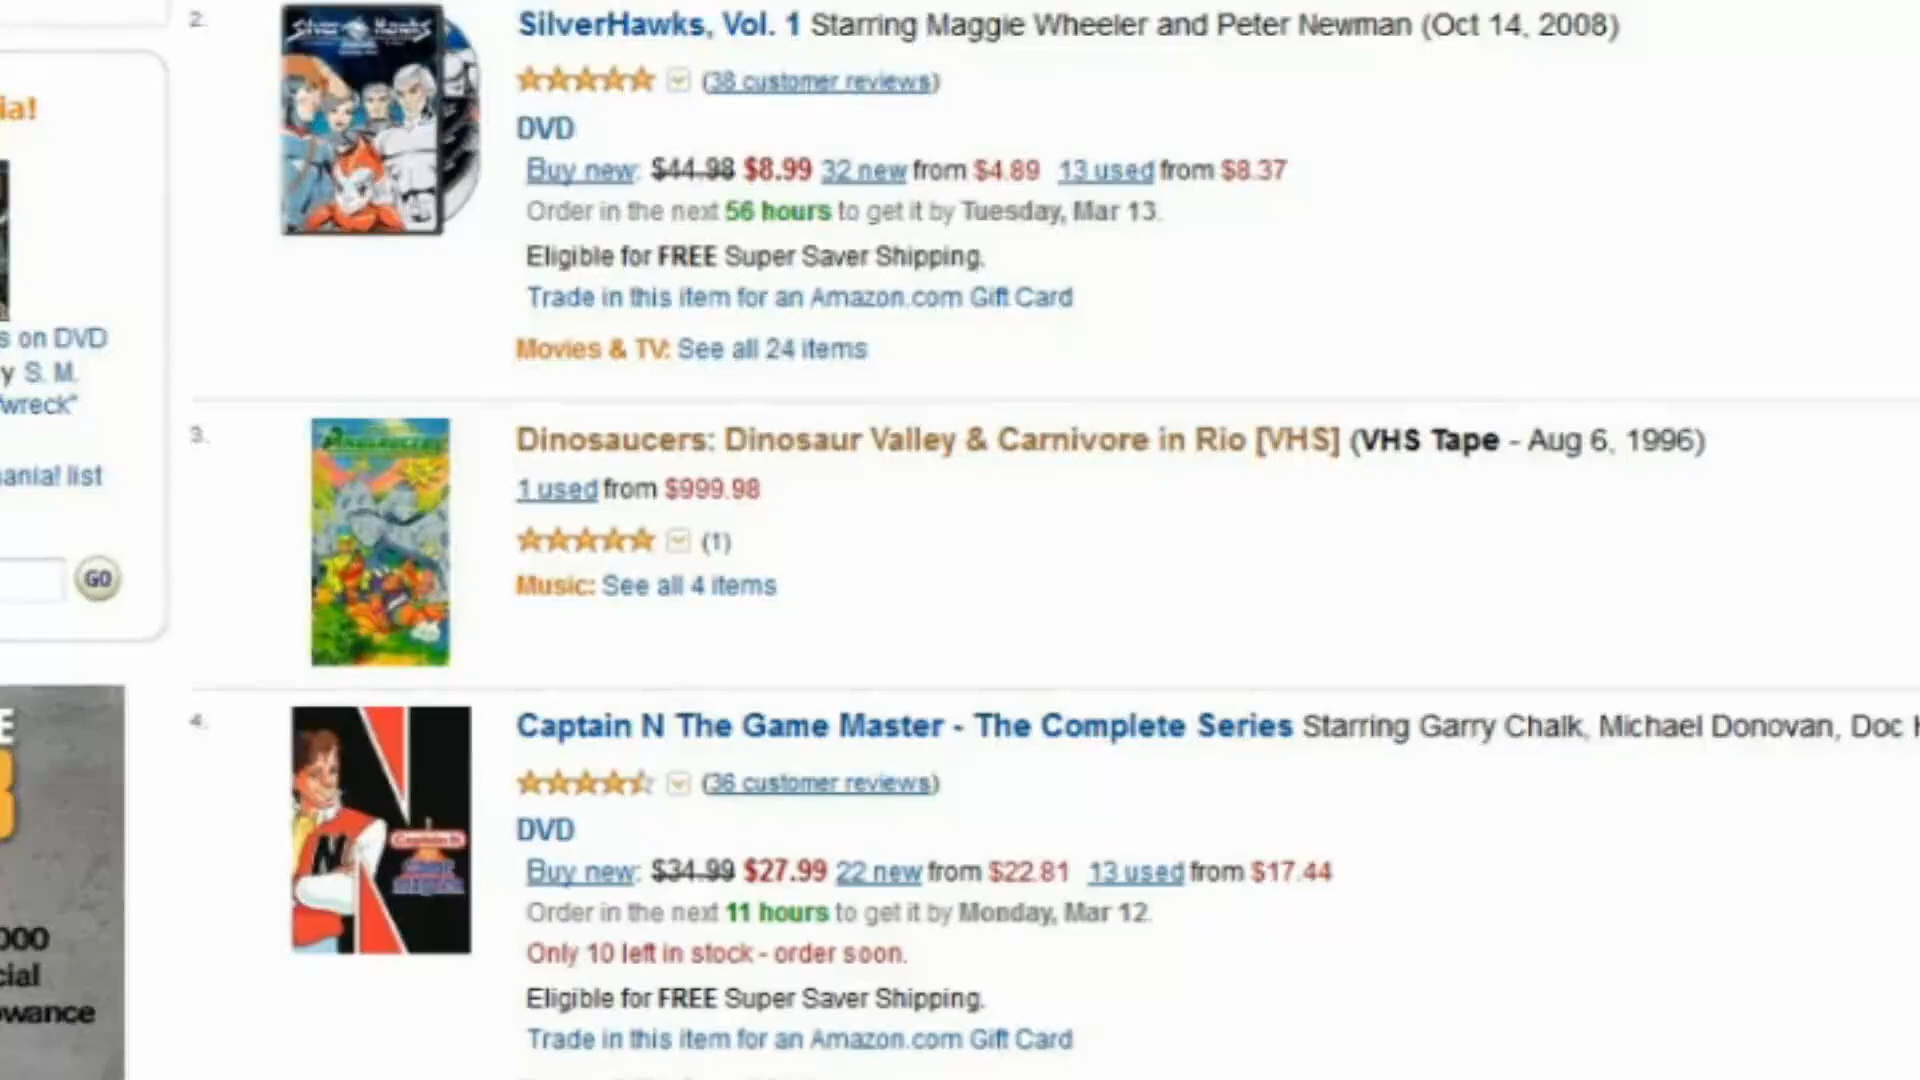 2.
SilverHawks, Vol. 1 Starring Maggie Wheeler and Peter Newman (Oct 14, 2008)
(38 customer reviews)
DVD
Buy new: $44.98 $8.99 32 new from $4.89 13 used from $8.37
Order in the next 56 hours to get it by Tuesday, Mar 13.
Eligible for FREE Super Saver Shipping.
Trade in this item for an Amazon.com Gift Card
Movies & TV: See all 24 items
3.
Dinosaucers: Dinosaur Valley & Carnivore in Rio [VHS] (VHS Tape - Aug 6, 1996)
1 used from $999.98
(1)
Music: See all 4 items
4.
Captain N The Game Master - The Complete Series Starring Garry Chalk, Michael Donovan, Doc
(36 customer reviews)
DVD
Buy new: $34.99 $27.99 22 new from $22.81 13 used from $17.44
Order in the next 11 hours to get it by Monday, Mar 12.
Only 10 left in stock - order soon.
Eligible for FREE Super Saver Shipping.
Trade in this item for an Amazon.com Gift Card
ia!
s on DVD
y S. M.
wreck"
ania! list
GO
E
000
cial
owance
SilverHawks
Dinosaucers
N
Captain N